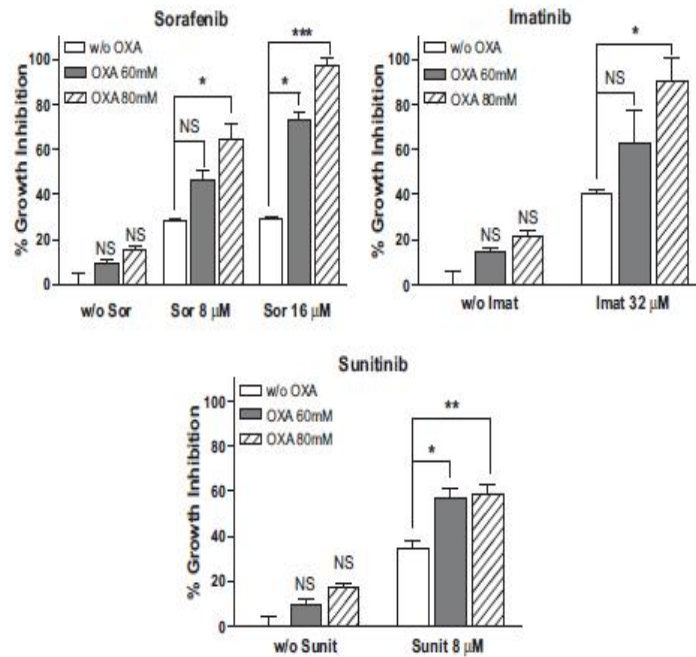 Sorafenib
w/o OXA
OXA 60mM
OXA 80mM
% Growth Inhibition
100
80
60
40
20
0
NS NS
NS
*
*
***
w/o Sor Sor 8 μM Sor 16 μM
Imatinib
w/o OXA
OXA 60mM
OXA 80mM
% Growth Inhibition
100
80
60
40
20
0
NS NS
NS
*
w/o Imat Imat 32 μM
Sunitinib
w/o OXA
OXA 60mM
OXA 80mM
% Growth Inhibition
100
80
60
40
20
0
NS NS
*
**
w/o Sunit Sunit 8 μM